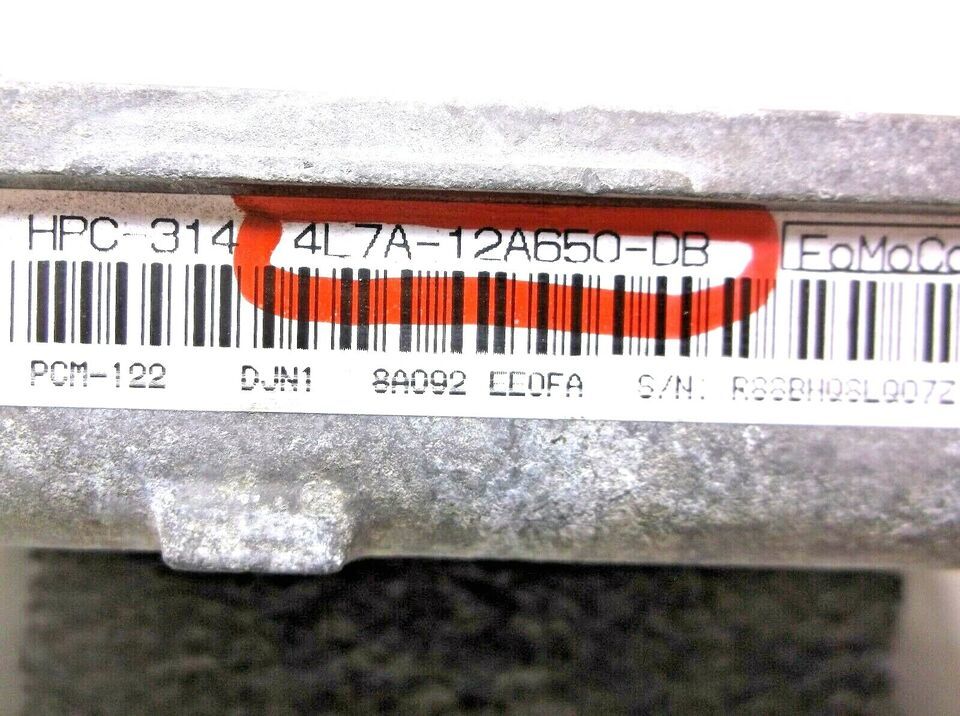 HPC-314 4L7A-12A650-DB FoMoCo
PCM-122 DJN1 8A092 EE0FA S/N: